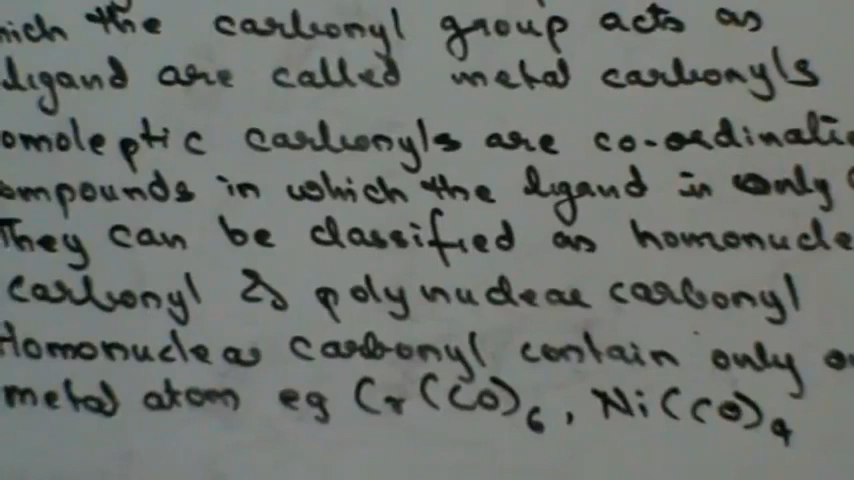 hich the carbonyl group acts as
ligand are called metal carbonyls
omoleptic carbonyls are co-ordinatio
ompounds in which the ligand is only
They can be classified as homonucle
carbonyl & polynuclear carbonyl
Homonuclear carbonyl contain only o
metal atom eg Cr(CO)6, Ni(CO)4